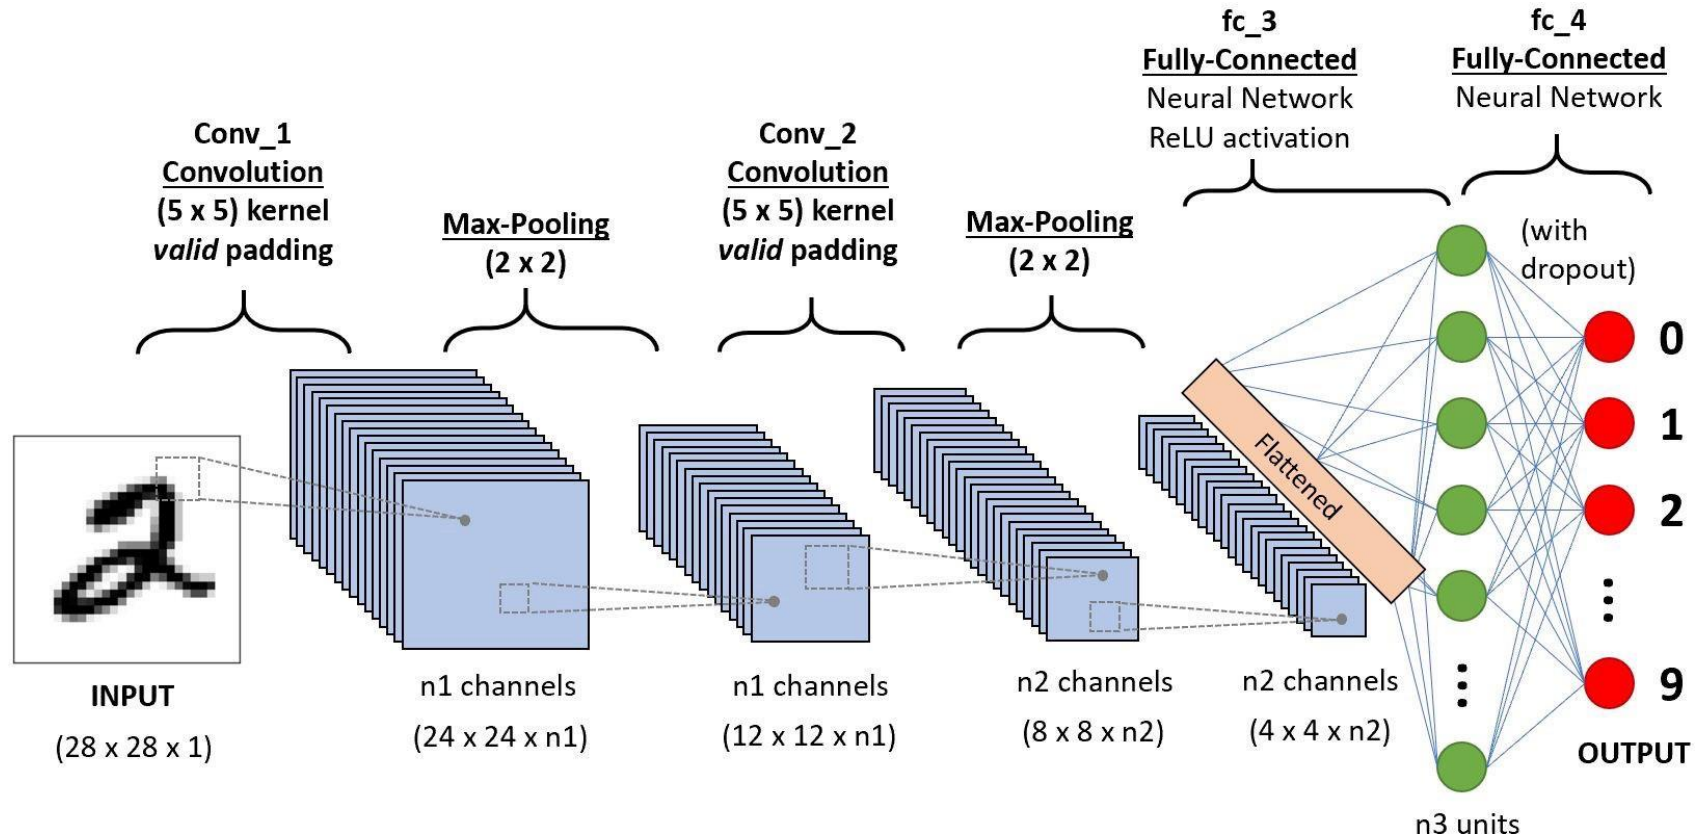 Conv_1
Convolution
(5 x 5) kernel
valid padding
Max-Pooling
(2 x 2)
Conv_2
Convolution
(5 x 5) kernel
valid padding
Max-Pooling
(2 x 2)
fc_3
Fully-Connected
Neural Network
ReLU activation
fc_4
Fully-Connected
Neural Network
(with
dropout)
2
INPUT
(28 x 28 x 1)
n1 channels
(24 x 24 x n1)
n1 channels
(12 x 12 x n1)
n2 channels
(8 x 8 x n2)
n2 channels
(4 x 4 x n2)
Flattened
n3 units
0
1
2
⋮
9
OUTPUT